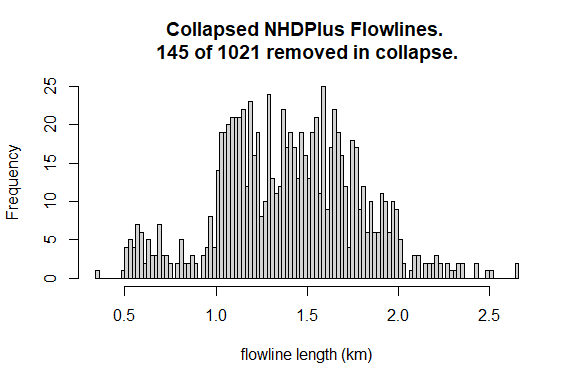 Collapsed NHDPlus Flowlines.
145 of 1021 removed in collapse.
Frequency
25
20
15
10
5
0
0.5 1.0 1.5 2.0 2.5
flowline length (km)